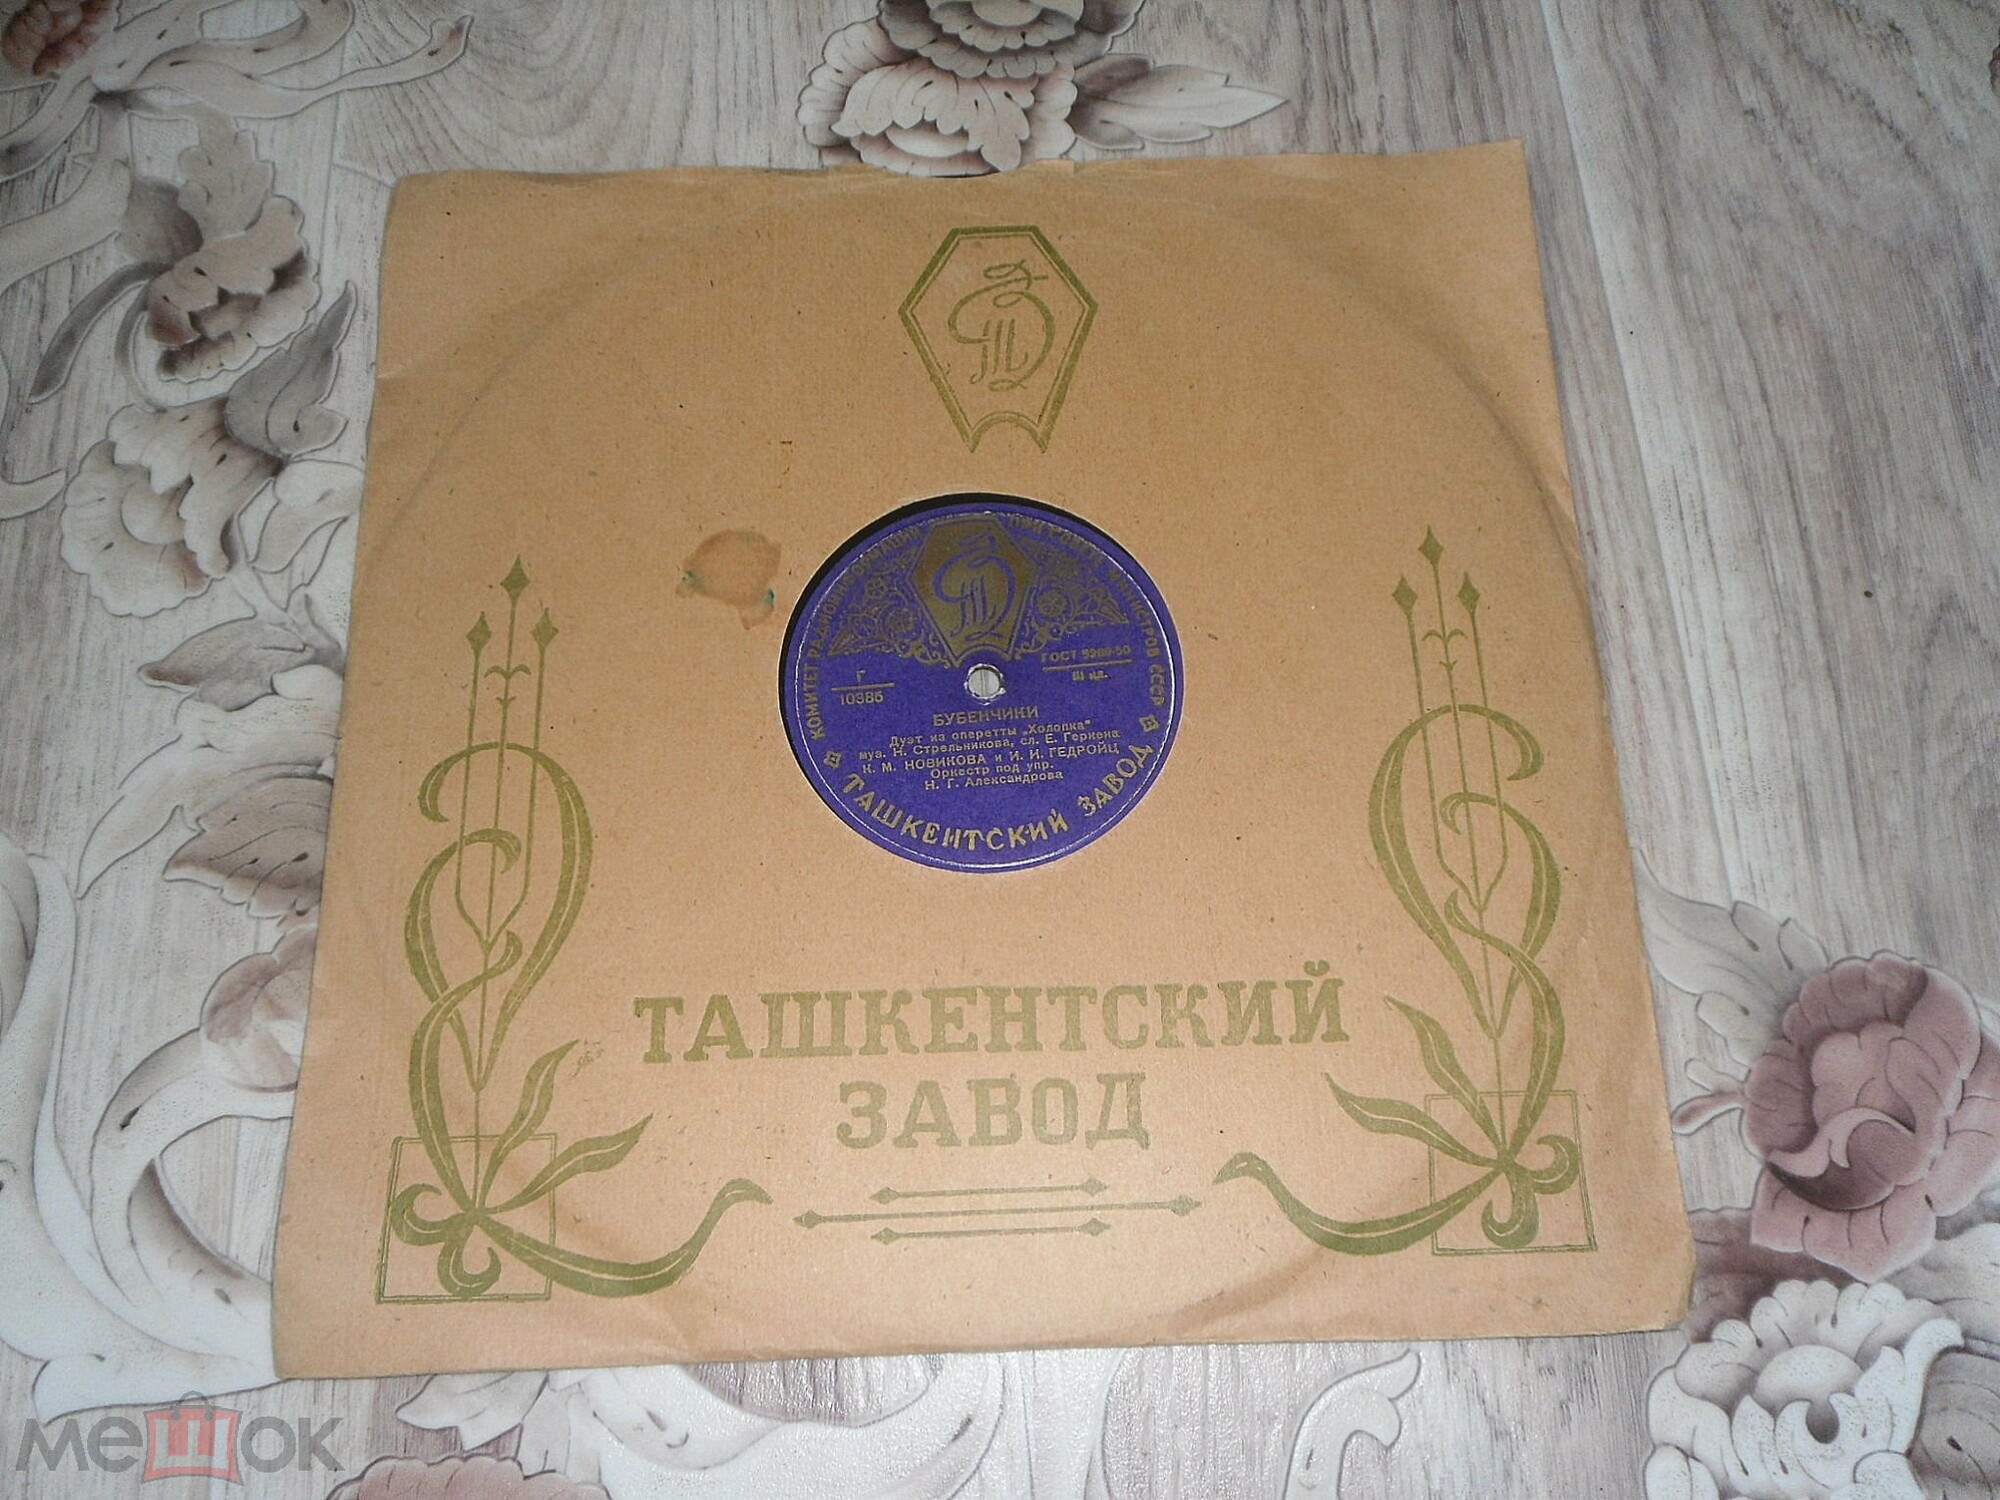 КОМИТЕТ РАДИОИНФОРМАЦИИ ПРИ СОВЕТЕ МИНИСТРОВ СССР
Г
10385
ГОСТ 5289-50
III гр.
БУБЕНЧИКИ
Дуэт из оперетты „Холопка"
муз. Н. Стрельникова, сл. Е. Геркена
К. М. НОВИКОВА и И. И. ГЕДРОЙЦ
Оркестр под упр.
Н. Г. Александрова
ТАШКЕНТСКИЙ ЗАВОД
ТАШКЕНТСКИЙ
ЗАВОД
мешок